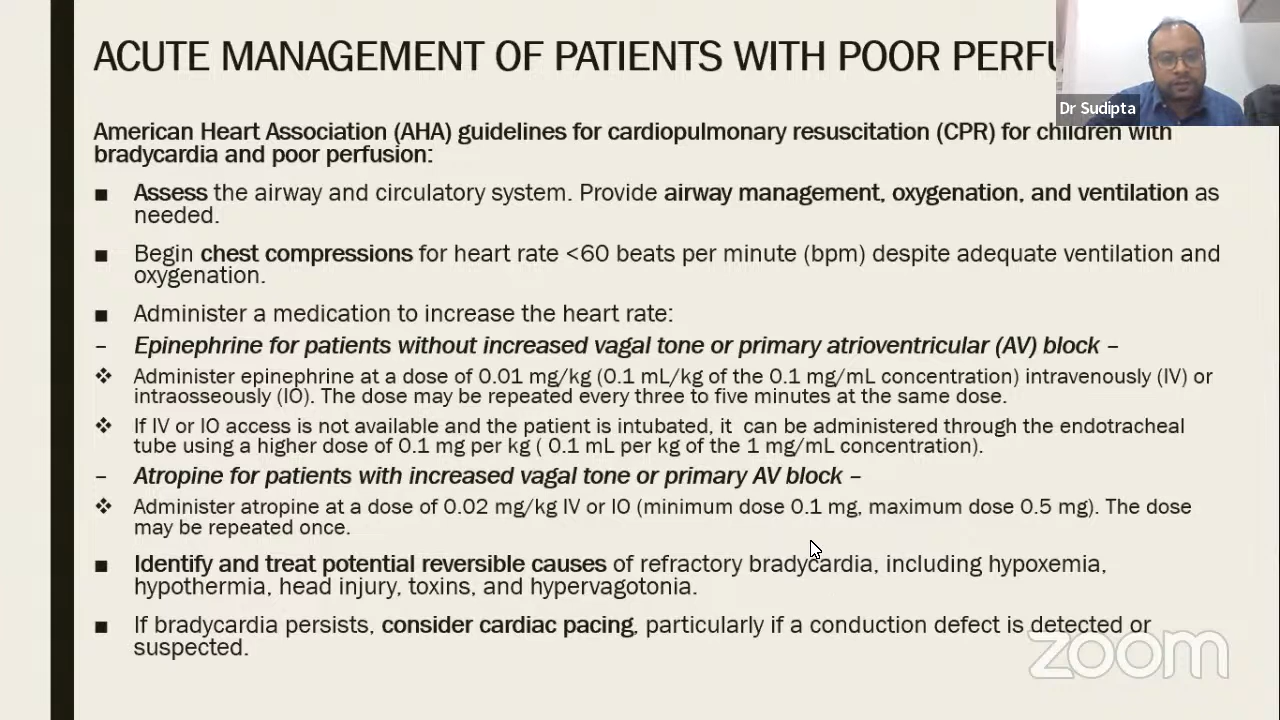 ACUTE MANAGEMENT OF PATIENTS WITH POOR PERFU
Dr Sudipta
American Heart Association (AHA) guidelines for cardiopulmonary resuscitation (CPR) for children with
bradycardia and poor perfusion:
■ Assess the airway and circulatory system. Provide airway management, oxygenation, and ventilation as
needed.
■ Begin chest compressions for heart rate <60 beats per minute (bpm) despite adequate ventilation and
oxygenation.
■ Administer a medication to increase the heart rate:
– Epinephrine for patients without increased vagal tone or primary atrioventricular (AV) block –
❖ Administer epinephrine at a dose of 0.01 mg/kg (0.1 mL/kg of the 0.1 mg/mL concentration) intravenously (IV) or
intraosseously (IO). The dose may be repeated every three to five minutes at the same dose.
❖ If IV or IO access is not available and the patient is intubated, it can be administered through the endotracheal
tube using a higher dose of 0.1 mg per kg ( 0.1 mL per kg of the 1 mg/mL concentration).
– Atropine for patients with increased vagal tone or primary AV block –
❖ Administer atropine at a dose of 0.02 mg/kg IV or IO (minimum dose 0.1 mg, maximum dose 0.5 mg). The dose
may be repeated once.
■ Identify and treat potential reversible causes of refractory bradycardia, including hypoxemia,
hypothermia, head injury, toxins, and hypervagotonia.
■ If bradycardia persists, consider cardiac pacing, particularly if a conduction defect is detected or
suspected.
zoom